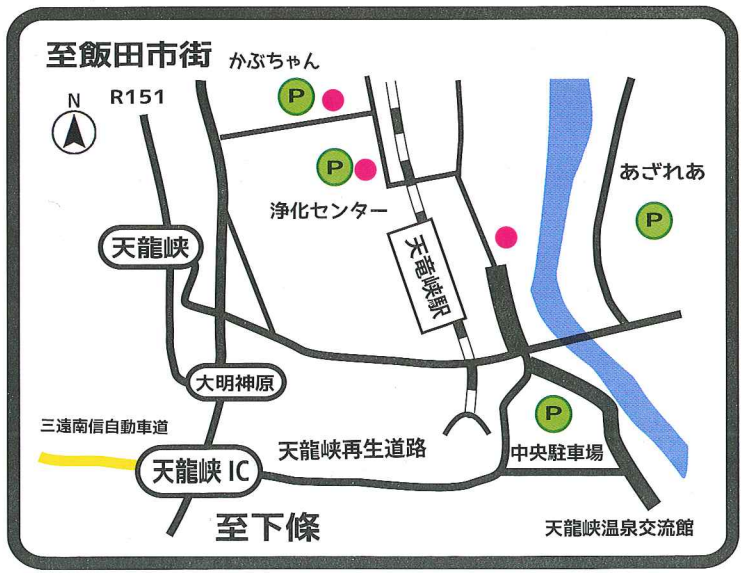 至飯田市街
かぶちゃん
N
R151
P
P
あざれあ
P
浄化センター
天龍峡
天竜峡駅
大明神原
三遠南信自動車道
天龍峡IC
天龍峡再生道路
P
中央駐車場
至下條
天龍峡温泉交流館